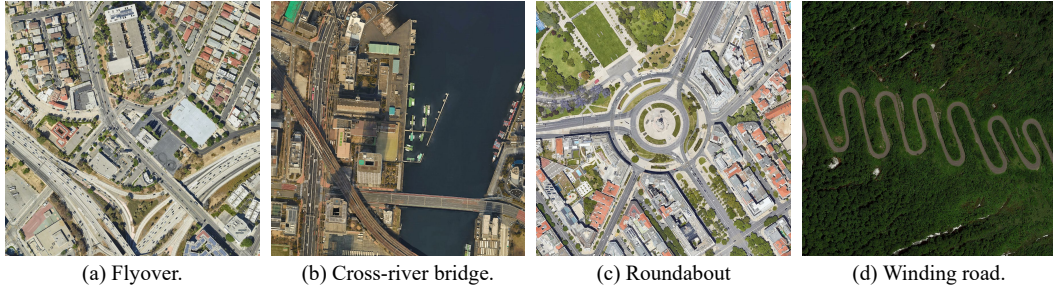 (a) Flyover.
(b) Cross-river bridge.
(c) Roundabout
(d) Winding road.